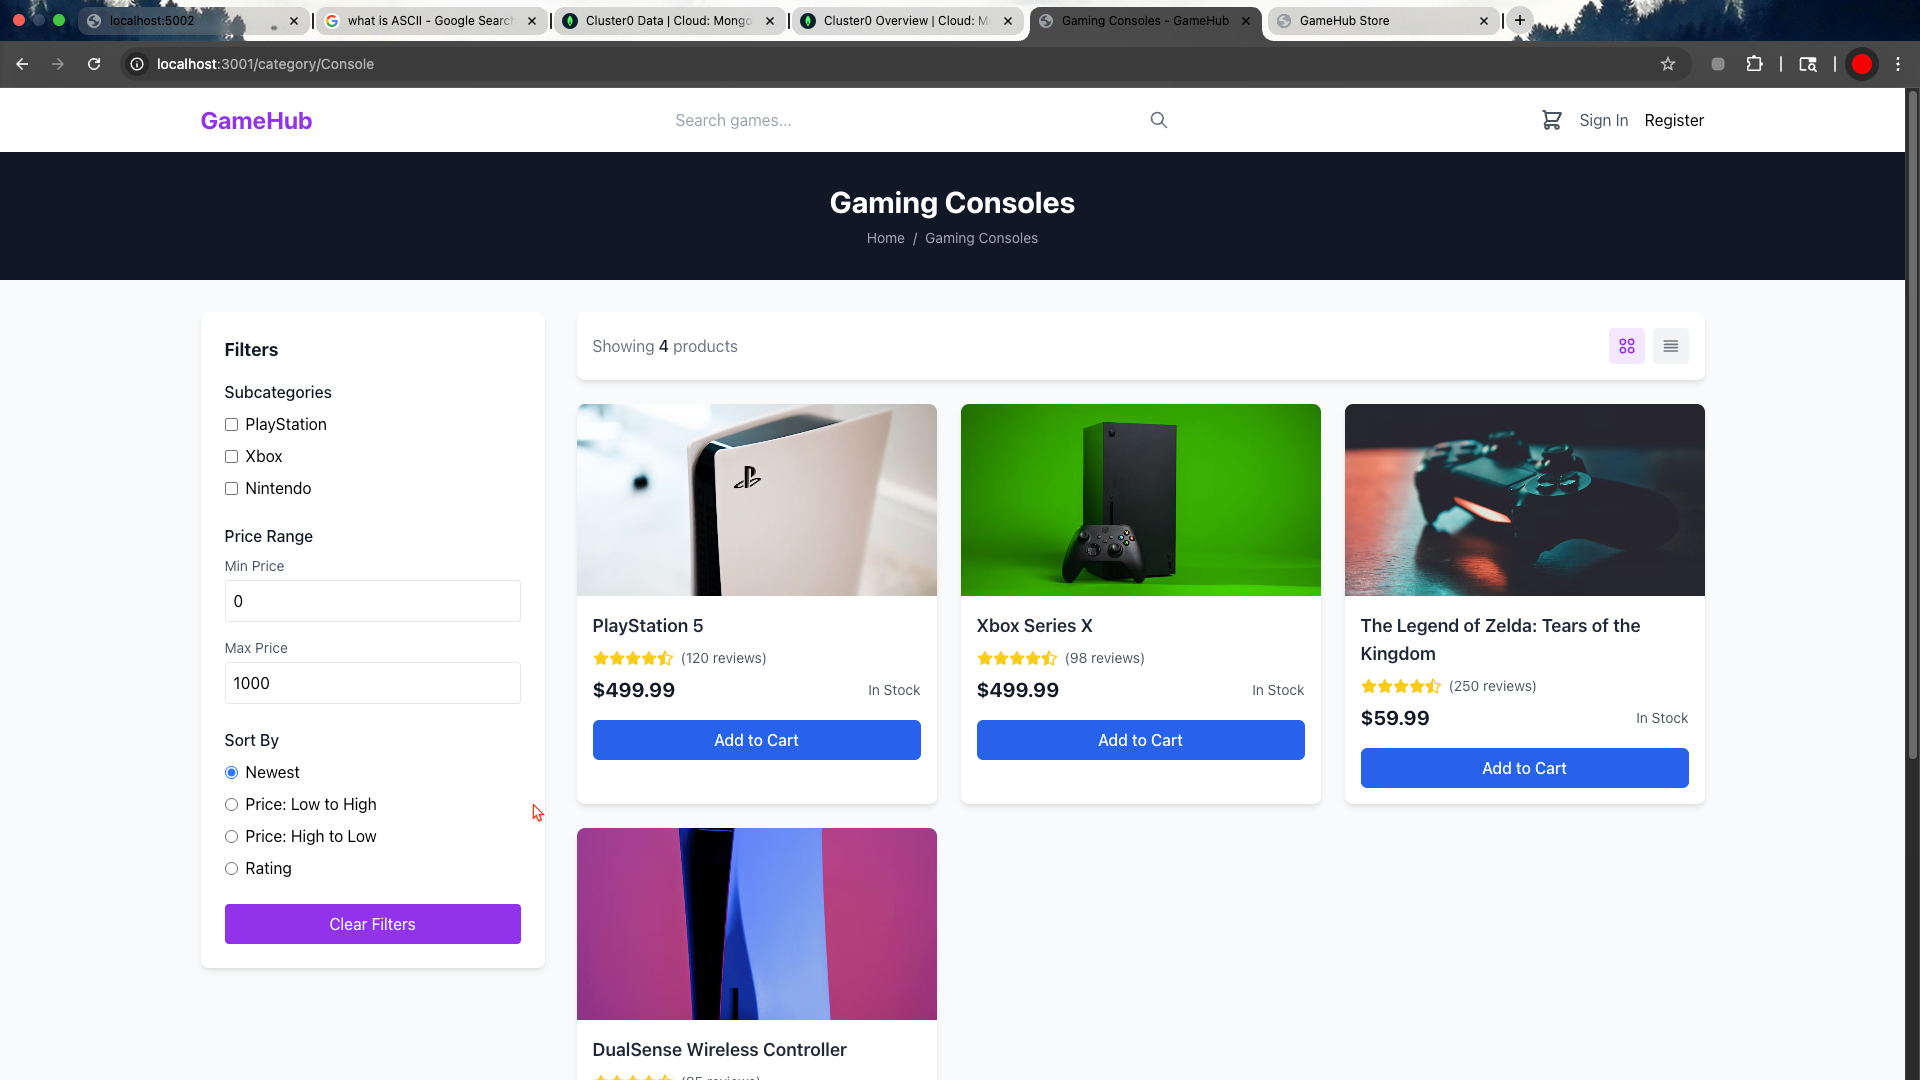 localhost:5002
what is ASCII - Google Search
Cluster0 Data | Cloud: Mongo
Cluster0 Overview | Cloud: M
Gaming Consoles - GameHub
GameHub Store
localhost:3001/category/Console
GameHub
Search games...
Sign In
Register
Gaming Consoles
Home / Gaming Consoles
Filters
Subcategories
PlayStation
Xbox
Nintendo
Price Range
Min Price
0
Max Price
1000
Sort By
Newest
Price: Low to High
Price: High to Low
Rating
Clear Filters
Showing 4 products
PlayStation 5
(120 reviews)
$499.99
In Stock
Add to Cart
Xbox Series X
(98 reviews)
$499.99
In Stock
Add to Cart
The Legend of Zelda: Tears of the
Kingdom
(250 reviews)
$59.99
In Stock
Add to Cart
DualSense Wireless Controller
(85 reviews)